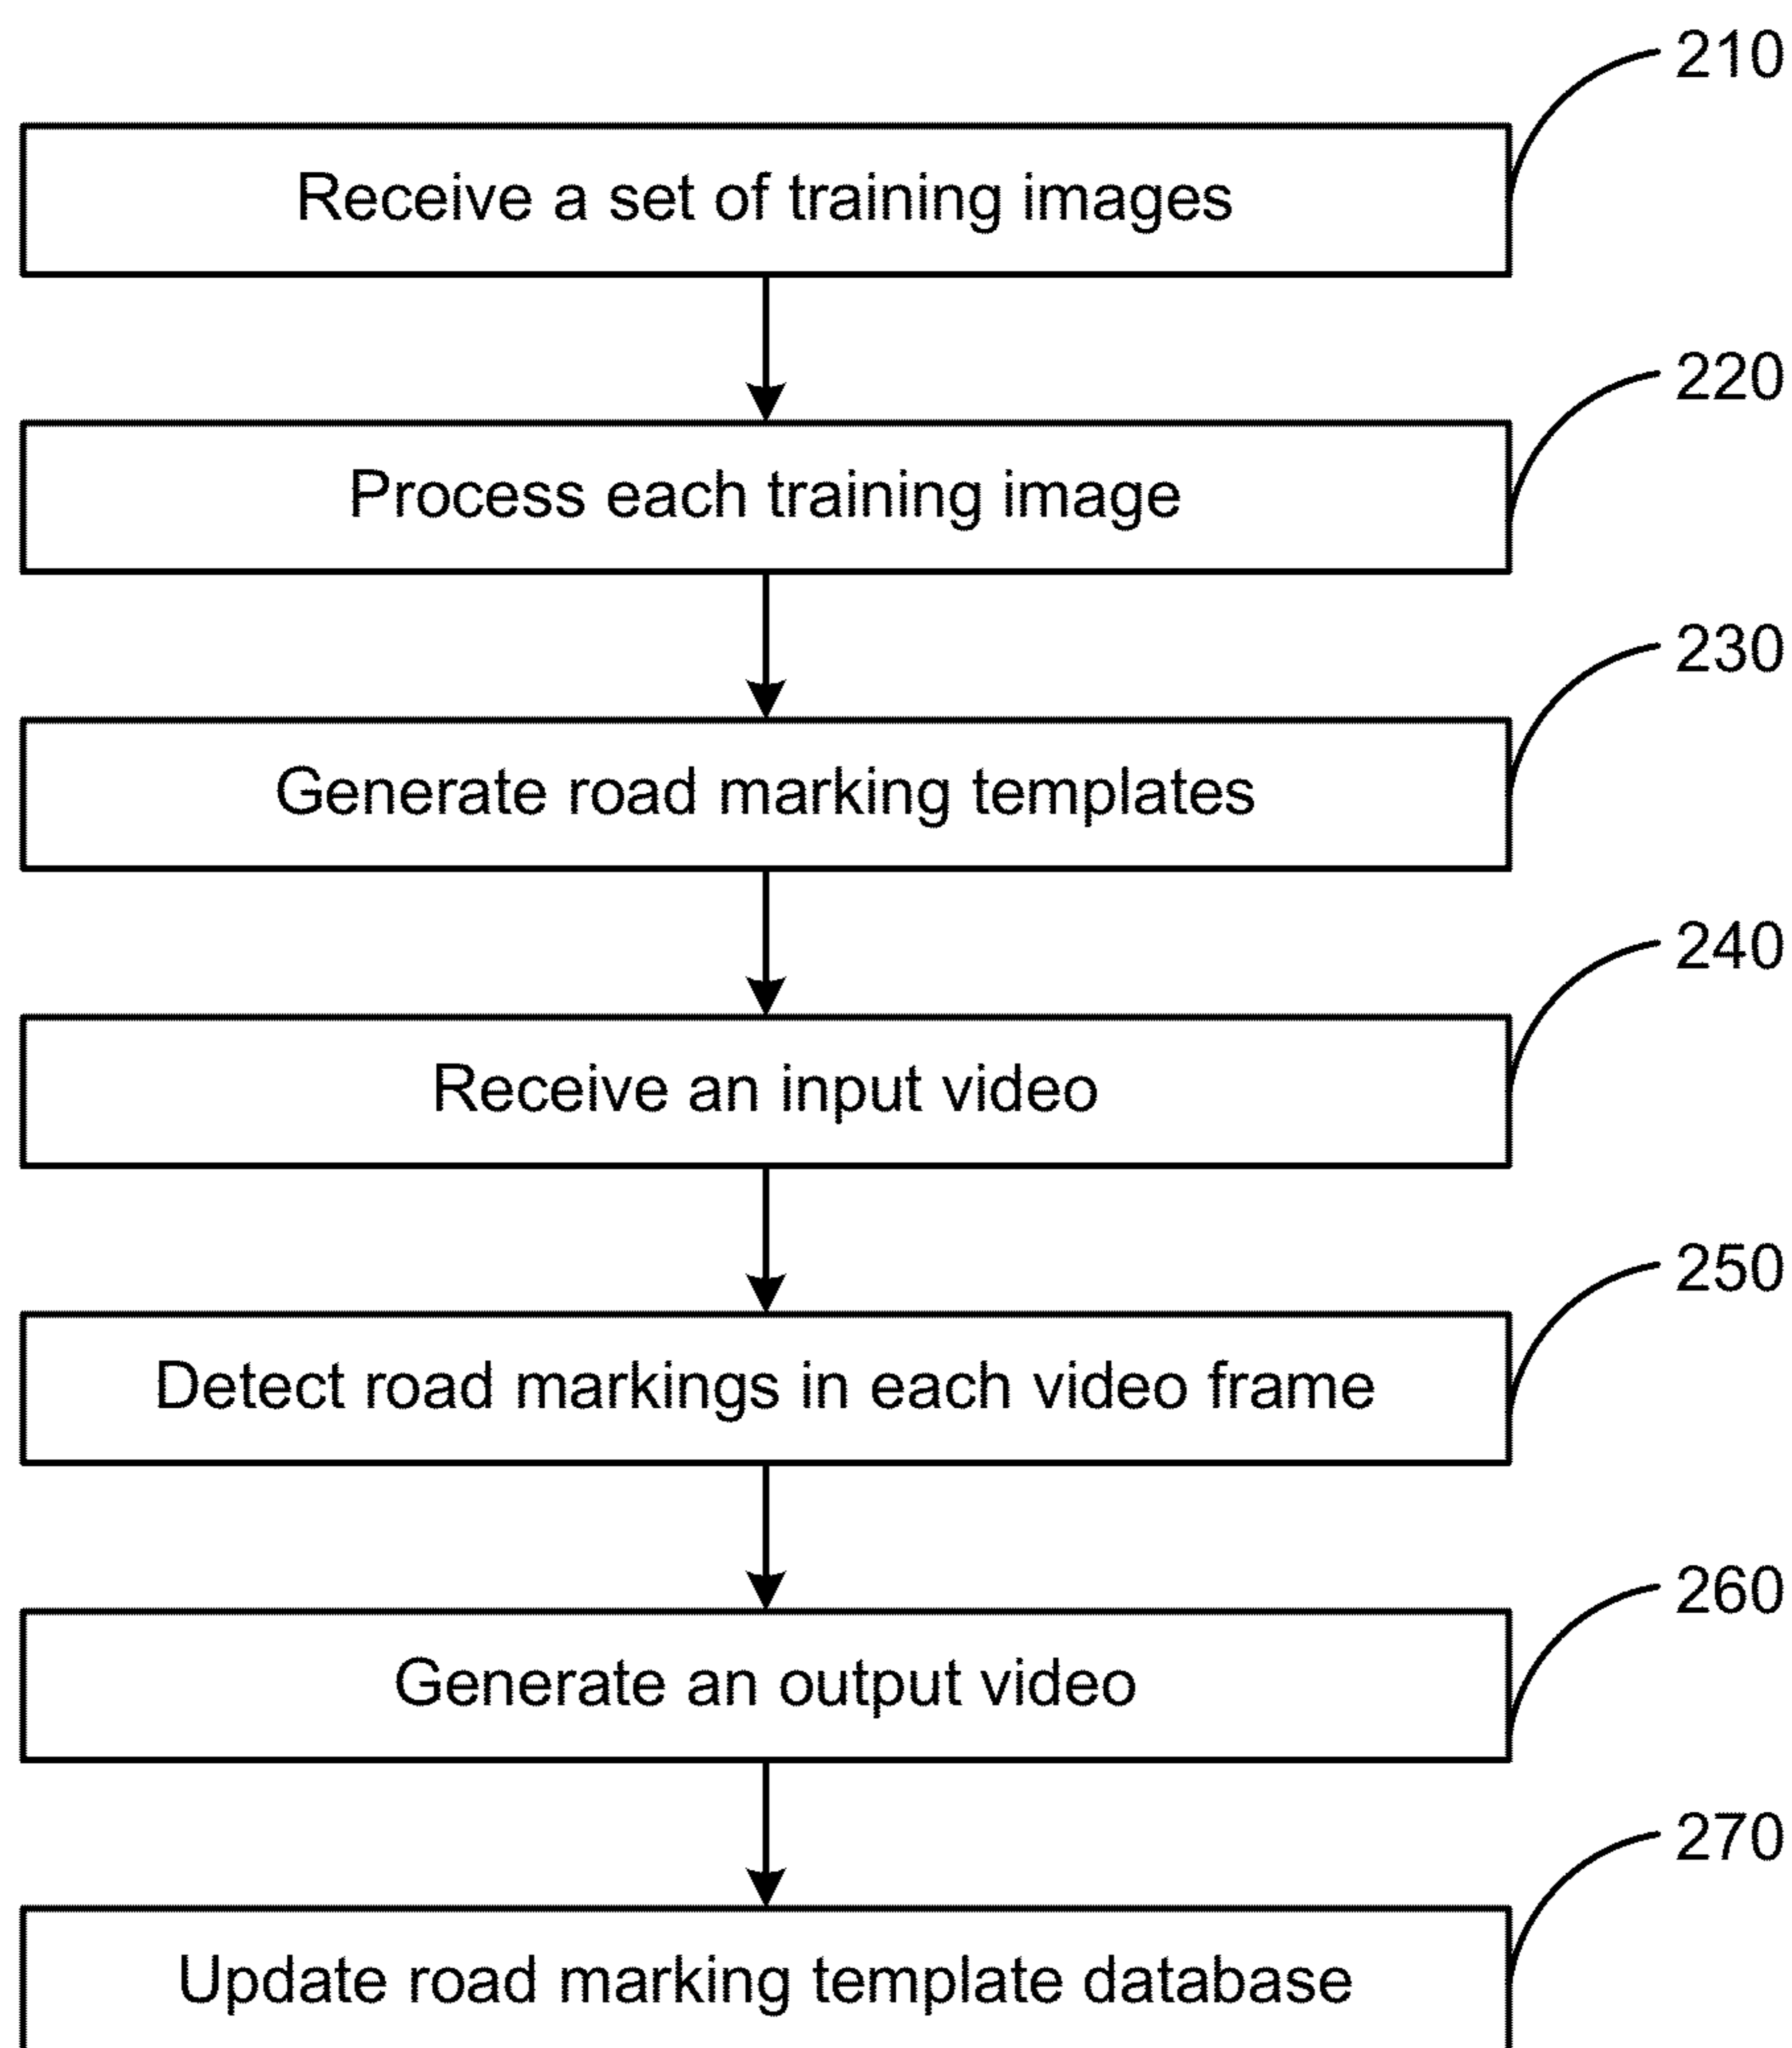 210
Receive a set of training images
220
Process each training image
230
Generate road marking templates
240
Receive an input video
250
Detect road markings in each video frame
260
Generate an output video
270
Update road marking template database